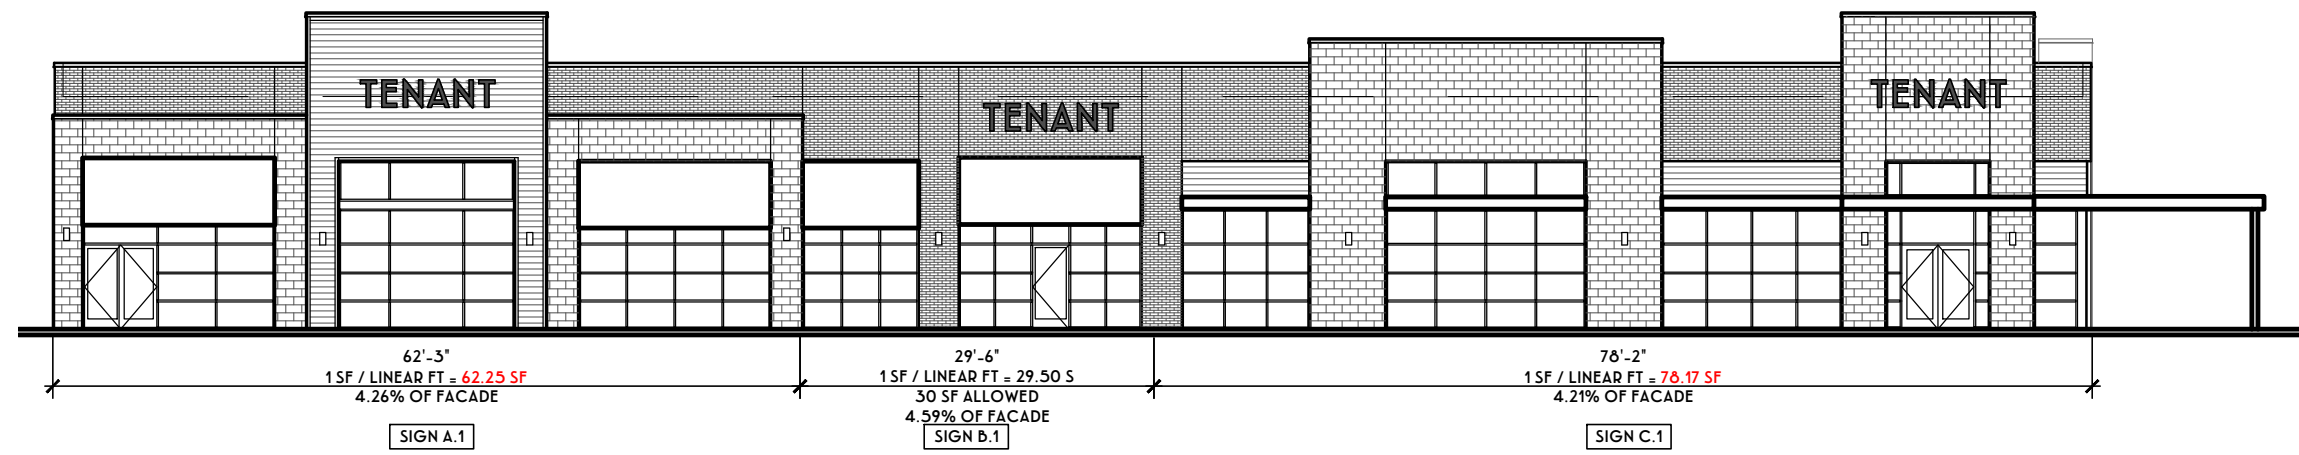 TENANT
TENANT
TENANT
62'-3"
1 SF / LINEAR FT = 62.25 SF
4.26% OF FACADE
SIGN A.1
29'-6"
1 SF / LINEAR FT = 29.50 S
30 SF ALLOWED
4.59% OF FACADE
SIGN B.1
78'-2"
1 SF / LINEAR FT = 78.17 SF
4.21% OF FACADE
SIGN C.1